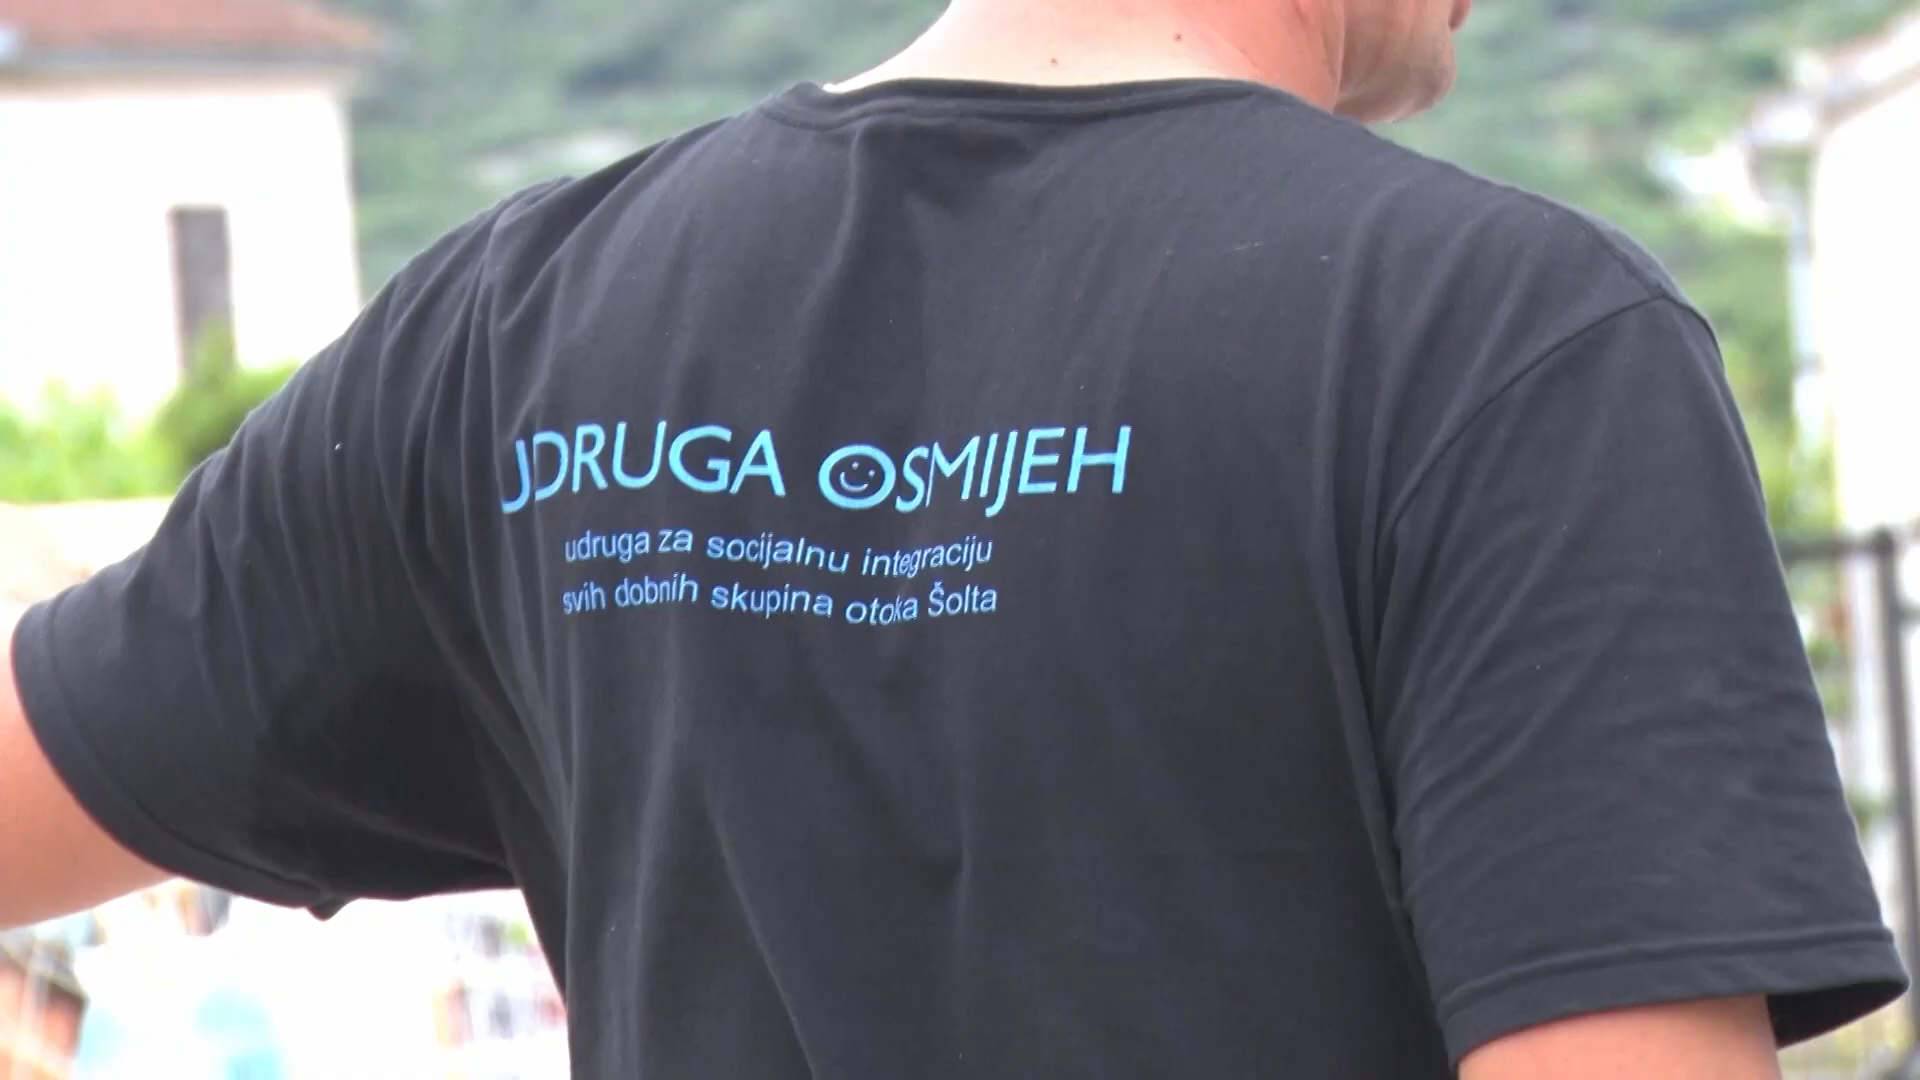 UDRUGA OSMIJEH
udruga za socijalnu integraciju
svih dobnih skupina otoka Šolta